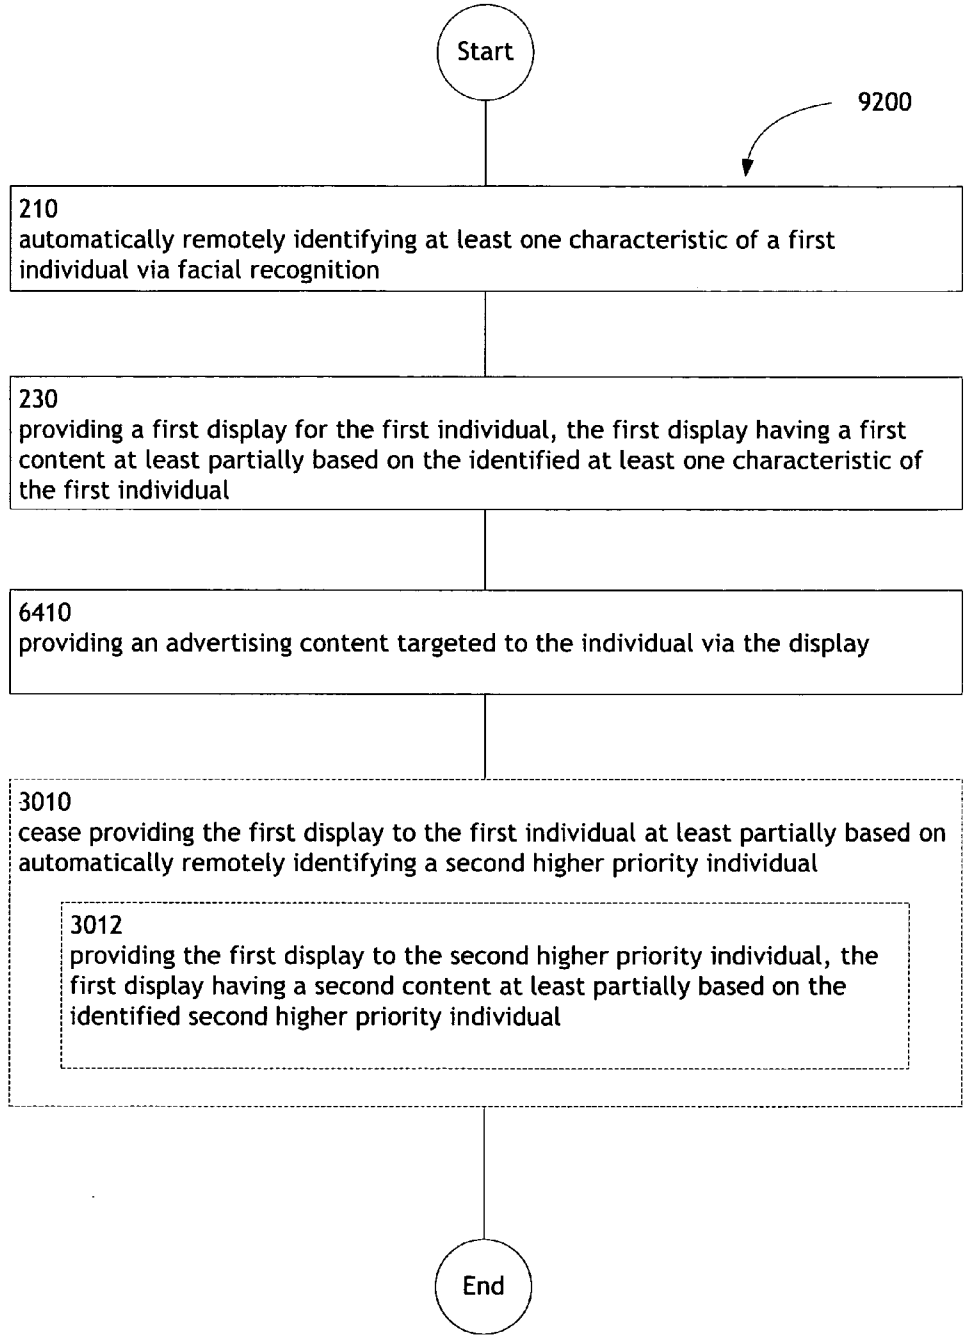 Start
9200
210
automatically remotely identifying at least one characteristic of a first
individual via facial recognition
230
providing a first display for the first individual, the first display having a first
content at least partially based on the identified at least one characteristic of
the first individual
6410
providing an advertising content targeted to the individual via the display
3010
cease providing the first display to the first individual at least partially based on
automatically remotely identifying a second higher priority individual
3012
providing the first display to the second higher priority individual, the
first display having a second content at least partially based on the
identified second higher priority individual
End